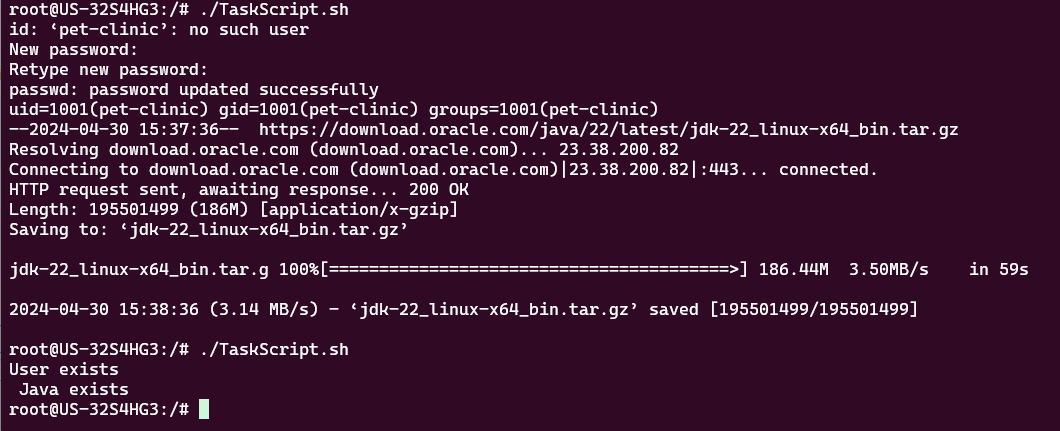 root@US-32S4HG3:/# ./TaskScript.sh
id: ‘pet-clinic’: no such user
New password:
Retype new password:
passwd: password updated successfully
uid=1001(pet-clinic) gid=1001(pet-clinic) groups=1001(pet-clinic)
--2024-04-30 15:37:36--  https://download.oracle.com/java/22/latest/jdk-22_linux-x64_bin.tar.gz
Resolving download.oracle.com (download.oracle.com)... 23.38.200.82
Connecting to download.oracle.com (download.oracle.com)|23.38.200.82|:443... connected.
HTTP request sent, awaiting response... 200 OK
Length: 195501499 (186M) [application/x-gzip]
Saving to: ‘jdk-22_linux-x64_bin.tar.gz’
jdk-22_linux-x64_bin.tar.g 100%[========================================>] 186.44M  3.50MB/s    in 59s
2024-04-30 15:38:36 (3.14 MB/s) - ‘jdk-22_linux-x64_bin.tar.gz’ saved [195501499/195501499]
root@US-32S4HG3:/# ./TaskScript.sh
User exists
 Java exists
root@US-32S4HG3:/#